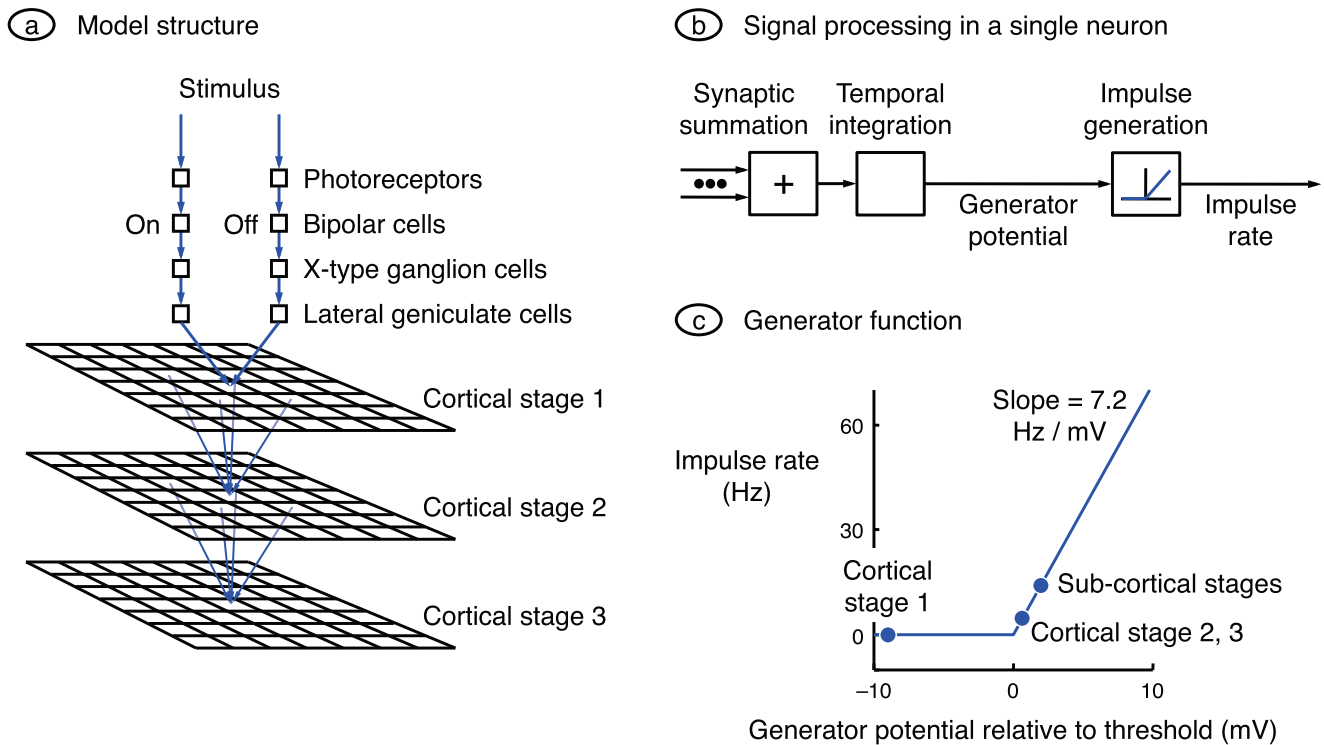 a Model structure
Stimulus
Photoreceptors
On Off Bipolar cells
X-type ganglion cells
Lateral geniculate cells
Cortical stage 1
Cortical stage 2
Cortical stage 3
b Signal processing in a single neuron
Synaptic
summation
Temporal
integration
Impulse
generation
+
Generator
potential
Impulse
rate
c Generator function
Slope = 7.2
Hz / mV
60
Impulse rate
(Hz)
30
Cortical
stage 1
Sub-cortical stages
0
Cortical stage 2, 3
–10 0 10
Generator potential relative to threshold (mV)